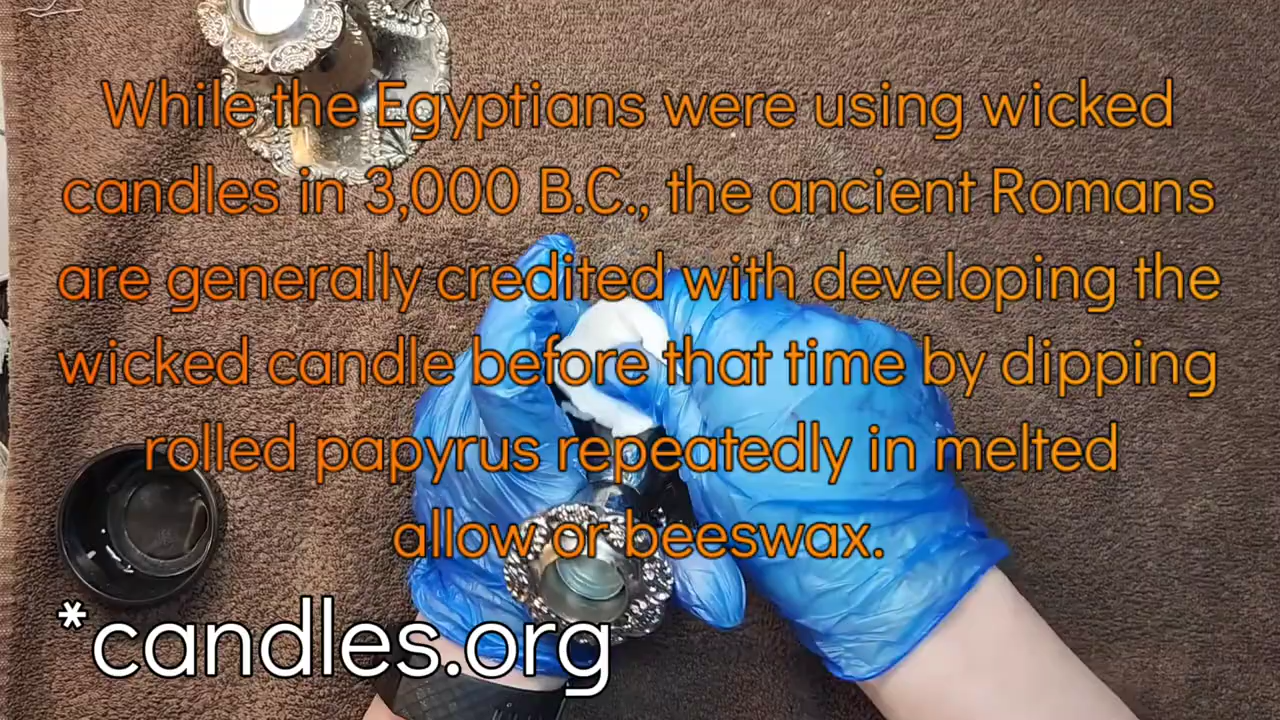 While the Egyptians were using wicked
candles in 3,000 B.C., the ancient Romans
are generally credited with developing the
wicked candle before that time by dipping
rolled papyrus repeatedly in melted
allow or beeswax.
*candles.org